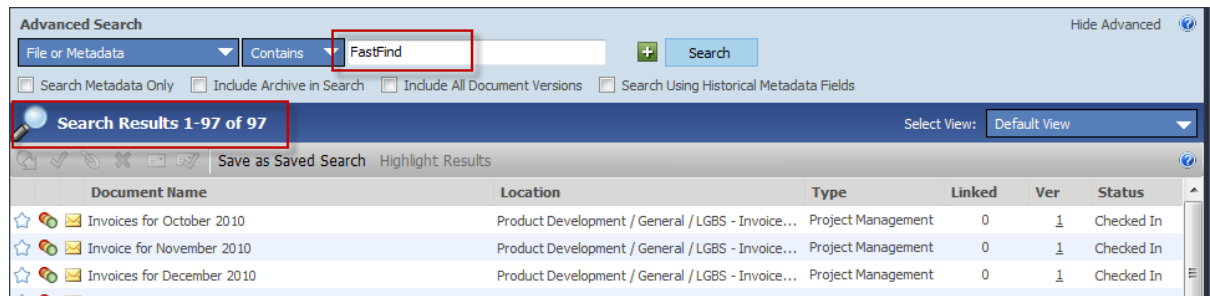 Advanced Search Hide Advanced
File or Metadata Contains FastFind Search
Search Metadata Only Include Archive in Search Include All Document Versions Search Using Historical Metadata Fields
Search Results 1-97 of 97 Select View: Default View
Save as Saved Search Highlight Results
Document Name Location Type Linked Ver Status
Invoices for October 2010 Product Development / General / LGBS - Invoice... Project Management 0 1 Checked In
Invoice for November 2010 Product Development / General / LGBS - Invoice... Project Management 0 1 Checked In
Invoices for December 2010 Product Development / General / LGBS - Invoice... Project Management 0 1 Checked In